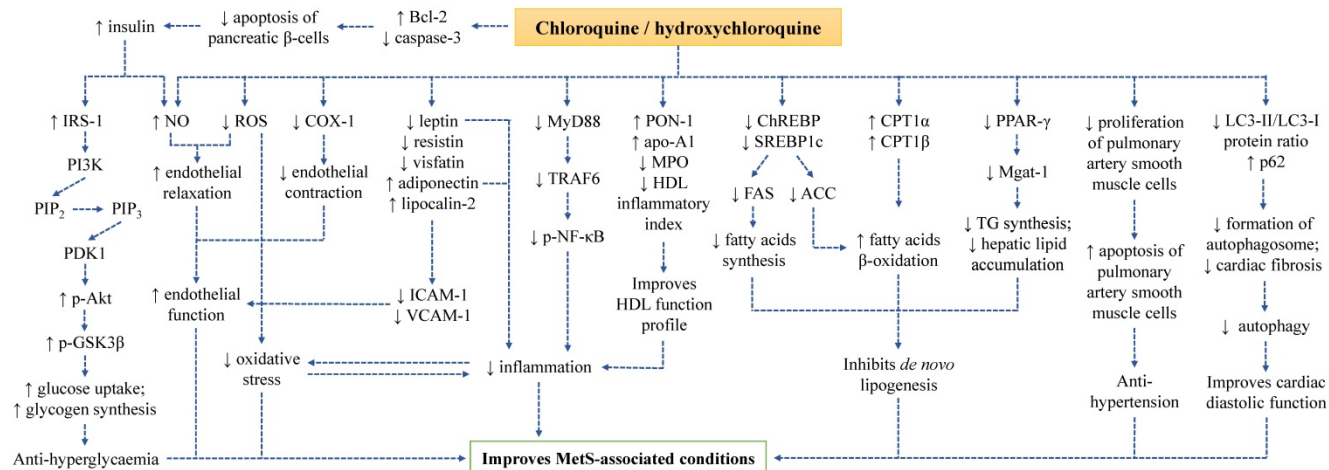 Chloroquine / hydroxychloroquine
↑ Bcl-2
↓ caspase-3
↓ apoptosis of
pancreatic β-cells
↑ insulin
↑ IRS-1
PI3K
PIP₂
PIP₃
PDK1
↑ p-Akt
↑ p-GSK3β
↑ glucose uptake;
↑ glycogen synthesis
Anti-hyperglycaemia
↑ NO
↓ ROS
↑ endothelial
relaxation
↓ COX-1
↓ endothelial
contraction
↑ endothelial
function
↓ oxidative
stress
↓ leptin
↓ resistin
↓ visfatin
↑ adiponectin
↑ lipocalin-2
↓ ICAM-1
↓ VCAM-1
↓ MyD88
↓ TRAF6
↓ p-NF-κB
↓ inflammation
↑ PON-1
↑ apo-A1
↓ MPO
↓ HDL
inflammatory
index
Improves
HDL function
profile
↓ ChREBP
↓ SREBP1c
↓ FAS
↓ ACC
↓ fatty acids
synthesis
↑ CPT1α
↑ CPT1β
↑ fatty acids
β-oxidation
Inhibits de novo
lipogenesis
↓ PPAR-γ
↓ Mgat-1
↓ TG synthesis;
↓ hepatic lipid
accumulation
↓
proliferation
of pulmonary
artery smooth
muscle cells
↑ apoptosis of
pulmonary
artery smooth
muscle cells
Anti-
hypertension
↓ LC3-II/LC3-I
protein ratio
↑ p62
↓ formation of
autophagosome;
↓ cardiac fibrosis
↓ autophagy
Improves cardiac
diastolic function
Improves MetS-associated conditions